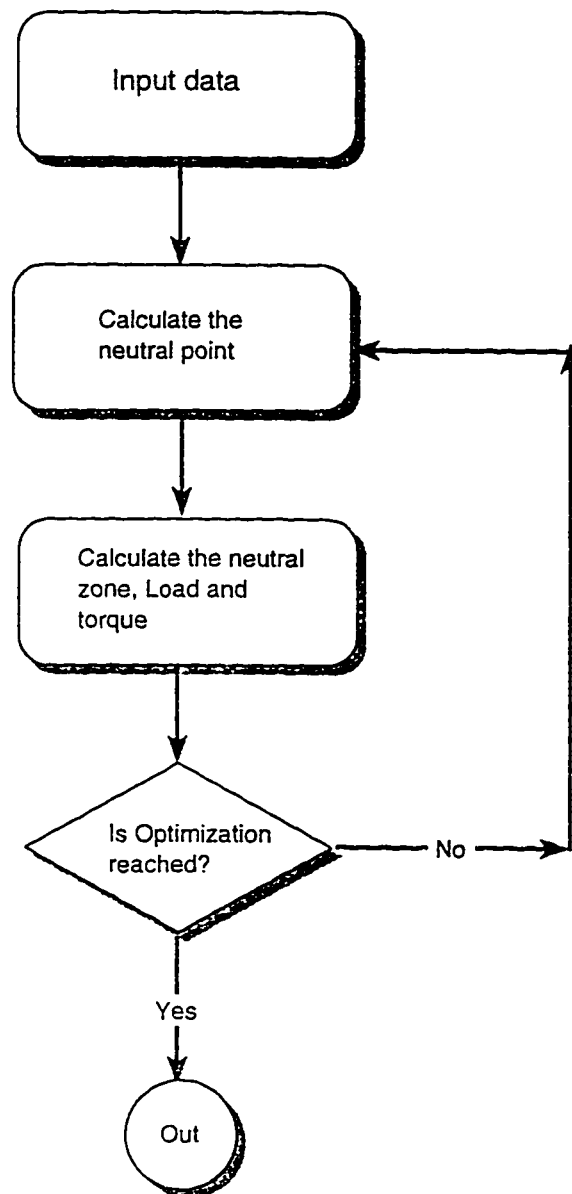 Input data
Calculate the
neutral point
Calculate the neutral
zone, Load and
torque
Is Optimization
reached?
No
Yes
Out